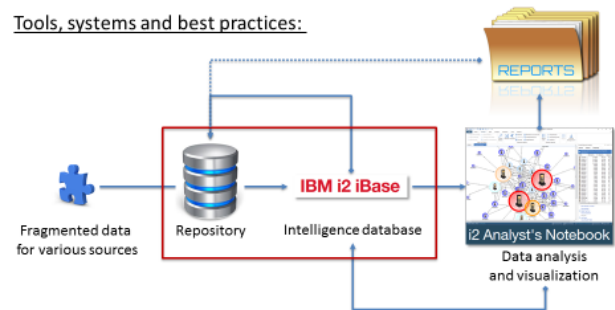 Tools, systems and best practices:
REPORTS
IBM i2 iBase
Fragmented data
for various sources
Repository
Intelligence database
i2 Analyst's Notebook
Data analysis
and visualization